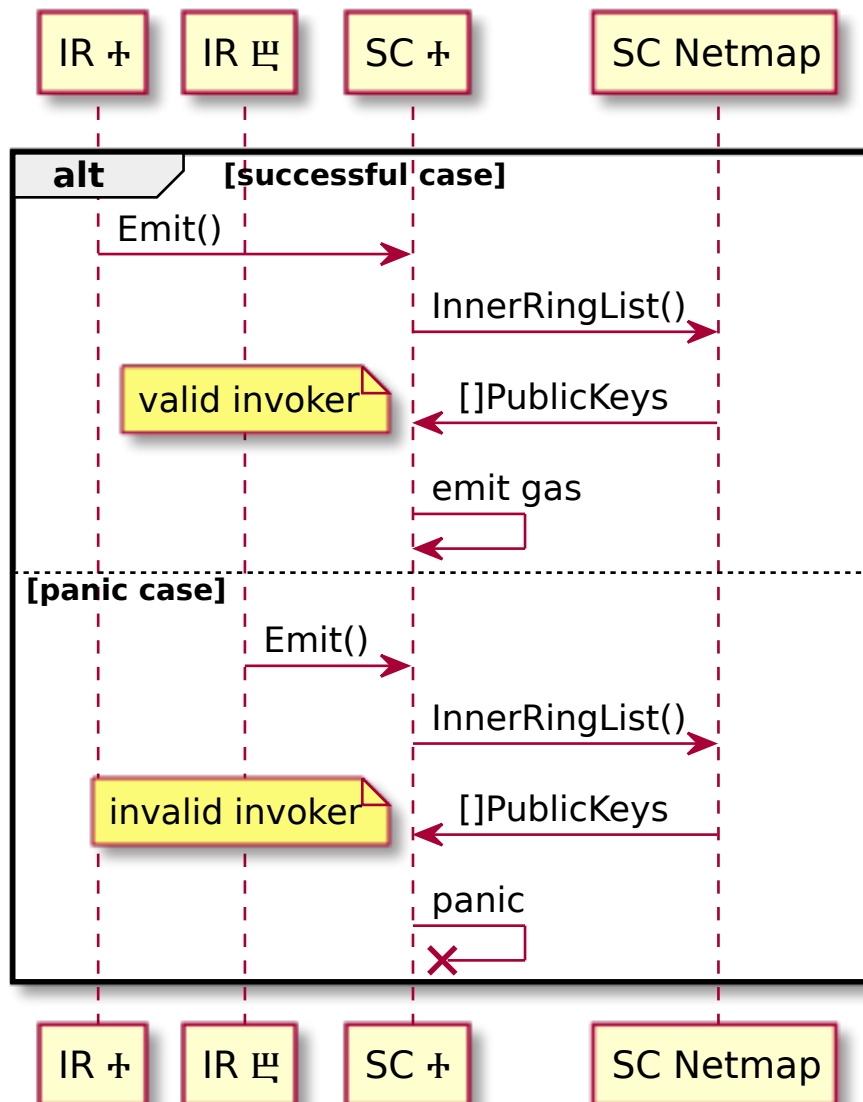 IR Ⰰ
IR Ⰱ
SC Ⰰ
SC Netmap
alt
[successful case]
Emit()
InnerRingList()
valid invoker
[]PublicKeys
emit gas
[panic case]
Emit()
InnerRingList()
invalid invoker
[]PublicKeys
panic
IR Ⰰ
IR Ⰱ
SC Ⰰ
SC Netmap